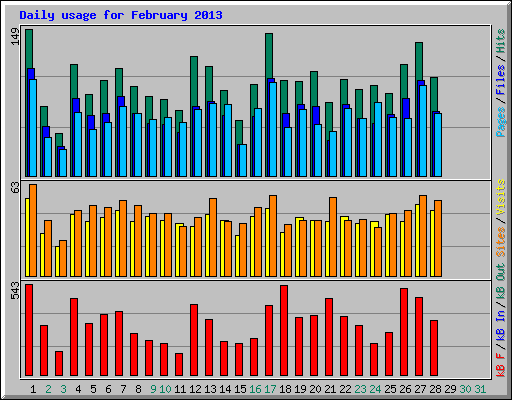 Daily usage for February 2013
149
Pages / Files / Hits
63
Sites / Visits
543
kB F / kB In / kB Out
1 2 3 4 5 6 7 8 9 10 11 12 13 14 15 16 17 18 19 20 21 22 23 24 25 26 27 28 29 30 31